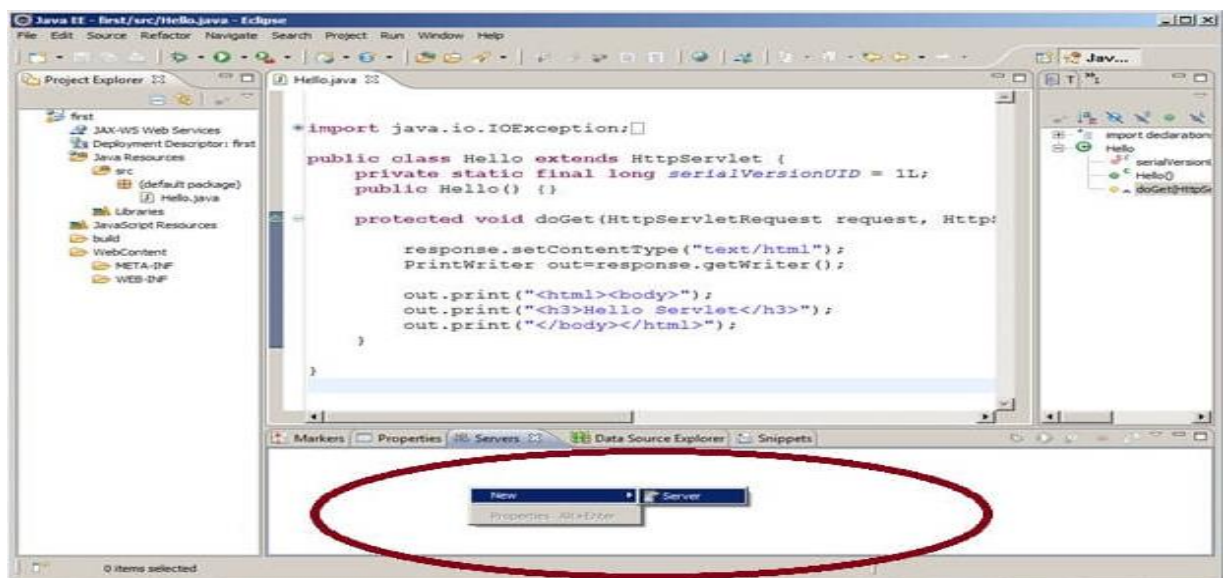 Java EE - first/src/Hello.java - Eclipse
File Edit Source Refactor Navigate Search Project Run Window Help
Jav...
Project Explorer
Hello.java
first
JAX-WS Web Services
Deployment Descriptor: first
Java Resources
src
(default package)
Hello.java
Libraries
JavaScript Resources
build
WebContent
META-INF
WEB-INF
import java.io.IOException;
public class Hello extends HttpServlet {
private static final long serialVersionUID = 1L;
public Hello() {}
protected void doGet(HttpServletRequest request, Http
response.setContentType("text/html");
PrintWriter out=response.getWriter();
out.print("<html><body>");
out.print("<h3>Hello Servlet</h3>");
out.print("</body></html>");
}
}
import declarations
Hello
serialVersionU
Hello()
doGet(HttpSe
Markers Properties Servers Data Source Explorer Snippets
New Server
Properties Alt+Enter
0 items selected